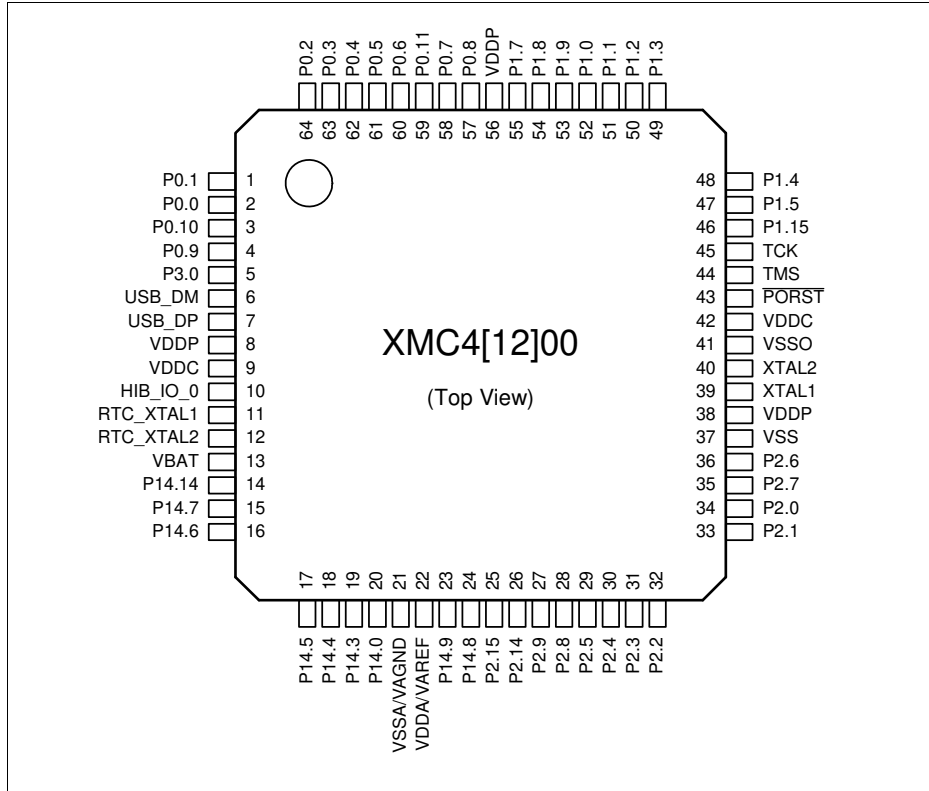 P0.2 P0.3 P0.4 P0.5 P0.6 P0.11 P0.7 P0.8 VDDP P1.7 P1.8 P1.9 P1.0 P1.1 P1.2 P1.3
64 63 62 61 60 59 58 57 56 55 54 53 52 51 50 49
P0.1 1 48 P1.4
P0.0 2 47 P1.5
P0.10 3 46 P1.15
P0.9 4 45 TCK
P3.0 5 44 TMS
USB_DM 6 43 PORST
USB_DP 7 42 VDDC
VDDP 8 41 VSSO
VDDC 9 40 XTAL2
HIB_IO_0 10 39 XTAL1
RTC_XTAL1 11 38 VDDP
RTC_XTAL2 12 37 VSS
VBAT 13 36 P2.6
P14.14 14 35 P2.7
P14.7 15 34 P2.0
P14.6 16 33 P2.1
XMC4[12]00
(Top View)
17 18 19 20 21 22 23 24 25 26 27 28 29 30 31 32
P14.5 P14.4 P14.3 P14.0 VSSA/VAGND VDDA/VAREF P14.9 P14.8 P2.15 P2.14 P2.9 P2.8 P2.5 P2.4 P2.3 P2.2